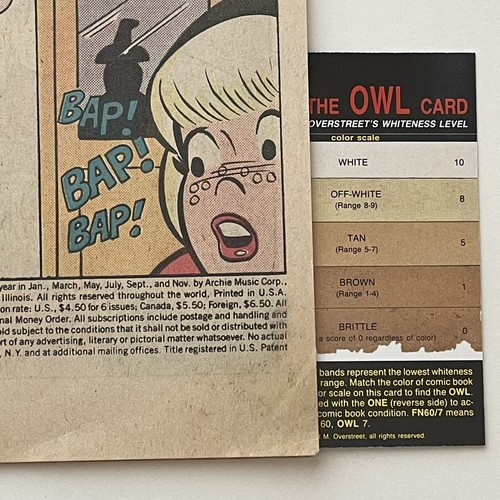 BAP!
BAP!
BAP!
year in Jan., March, May, July, Sept., and Nov. by Archie Music Corp.,
Illinois. All rights reserved throughout the world. Printed in U.S.A.
on rate: U.S., $4.50 for 6 issues; Canada, $5.50; Foreign, $6.50. All
nal Money Order. All subscriptions include postage and handling and
old subject to the conditions that it shall not be sold or distributed with
rt of any advertising, literary or pictorial matter whatsoever. No actual
, N.Y. and at additional mailing offices. Title registered in U.S. Patent
THE OWL CARD
OVERSTREET'S WHITENESS LEVEL
color scale
WHITE 10
OFF-WHITE 8
(Range 8-9)
TAN 5
(Range 5-7)
BROWN 1
(Range 1-4)
BRITTLE 0
a score of 0 regardless of color)
bands represent the lowest whiteness
range. Match the color of comic book
or scale on this card to find the OWL.
ed with the ONE (reverse side) to ac-
comic book condition. FN60/7 means
60, OWL 7.
M. Overstreet, all rights reserved.